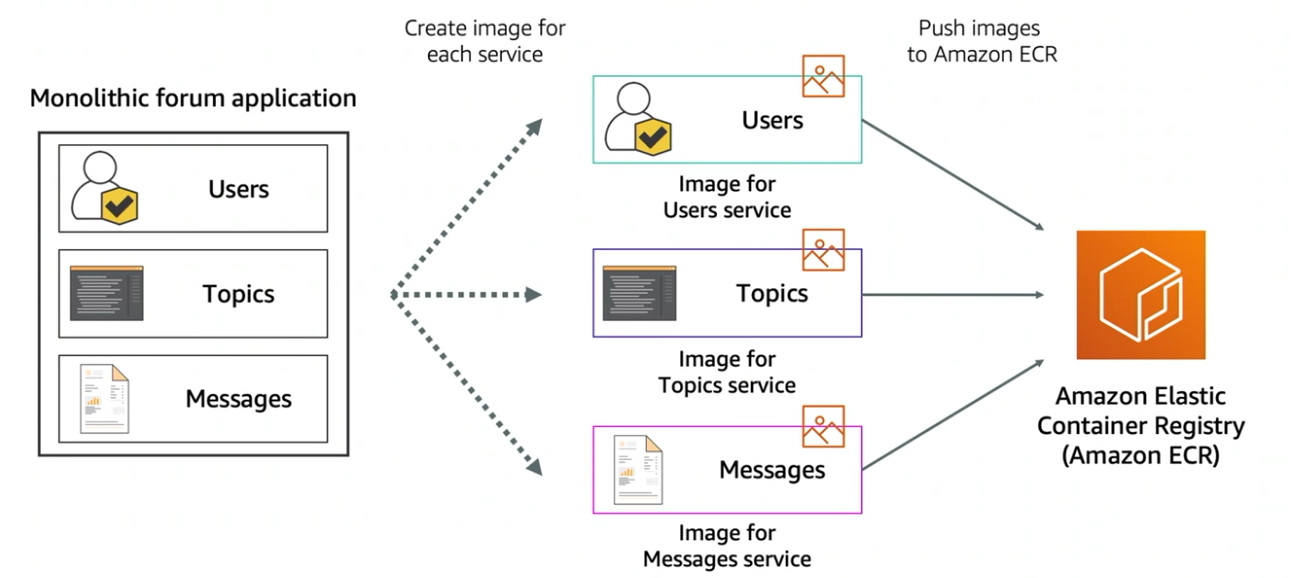 Create image for
each service
Push images
to Amazon ECR
Monolithic forum application
Users
Topics
Messages
Users
Image for
Users service
Topics
Image for
Topics service
Messages
Image for
Messages service
Amazon Elastic
Container Registry
(Amazon ECR)